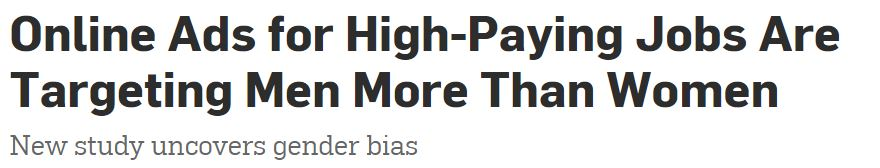 Online Ads for High-Paying Jobs Are
Targeting Men More Than Women
New study uncovers gender bias